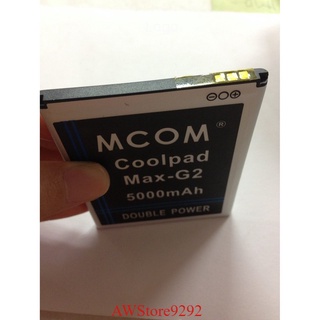 MCOM®
Coolpad
Max-G2
5000mAh
DOUBLE POWER
AWStore9292